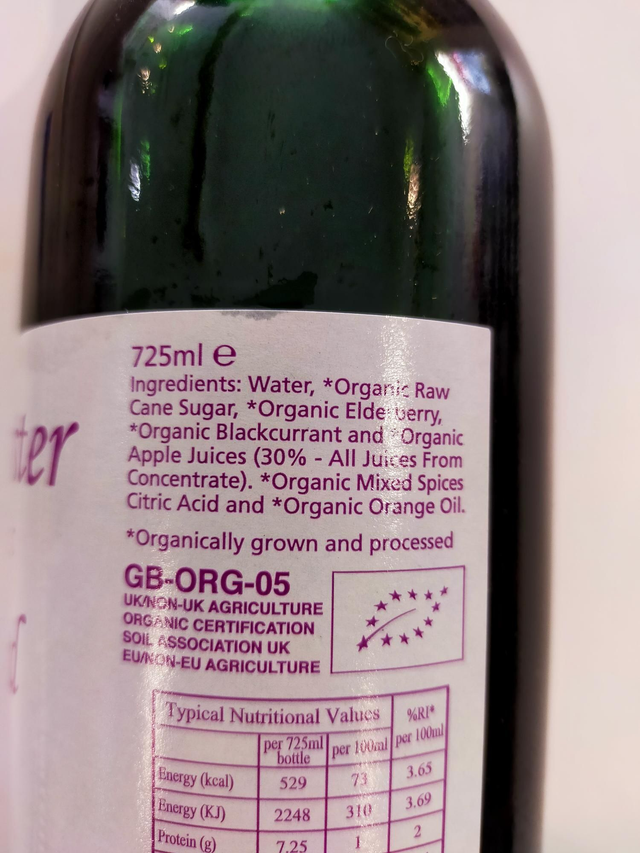 ter
725ml e
Ingredients: Water, *Organic Raw
Cane Sugar, *Organic Elderberry,
*Organic Blackcurrant and *Organic
Apple Juices (30% - All Juices From
Concentrate). *Organic Mixed Spices
Citric Acid and *Organic Orange Oil.
*Organically grown and processed
GB-ORG-05
UK/NON-UK AGRICULTURE
ORGANIC CERTIFICATION
SOIL ASSOCIATION UK
EU/NON-EU AGRICULTURE
Typical Nutritional Values %RI* per 100ml
per 725ml bottle per 100ml
Energy (kcal) 529 73 3.65
Energy (KJ) 2248 310 3.69
Protein (g) 7.25 1 2